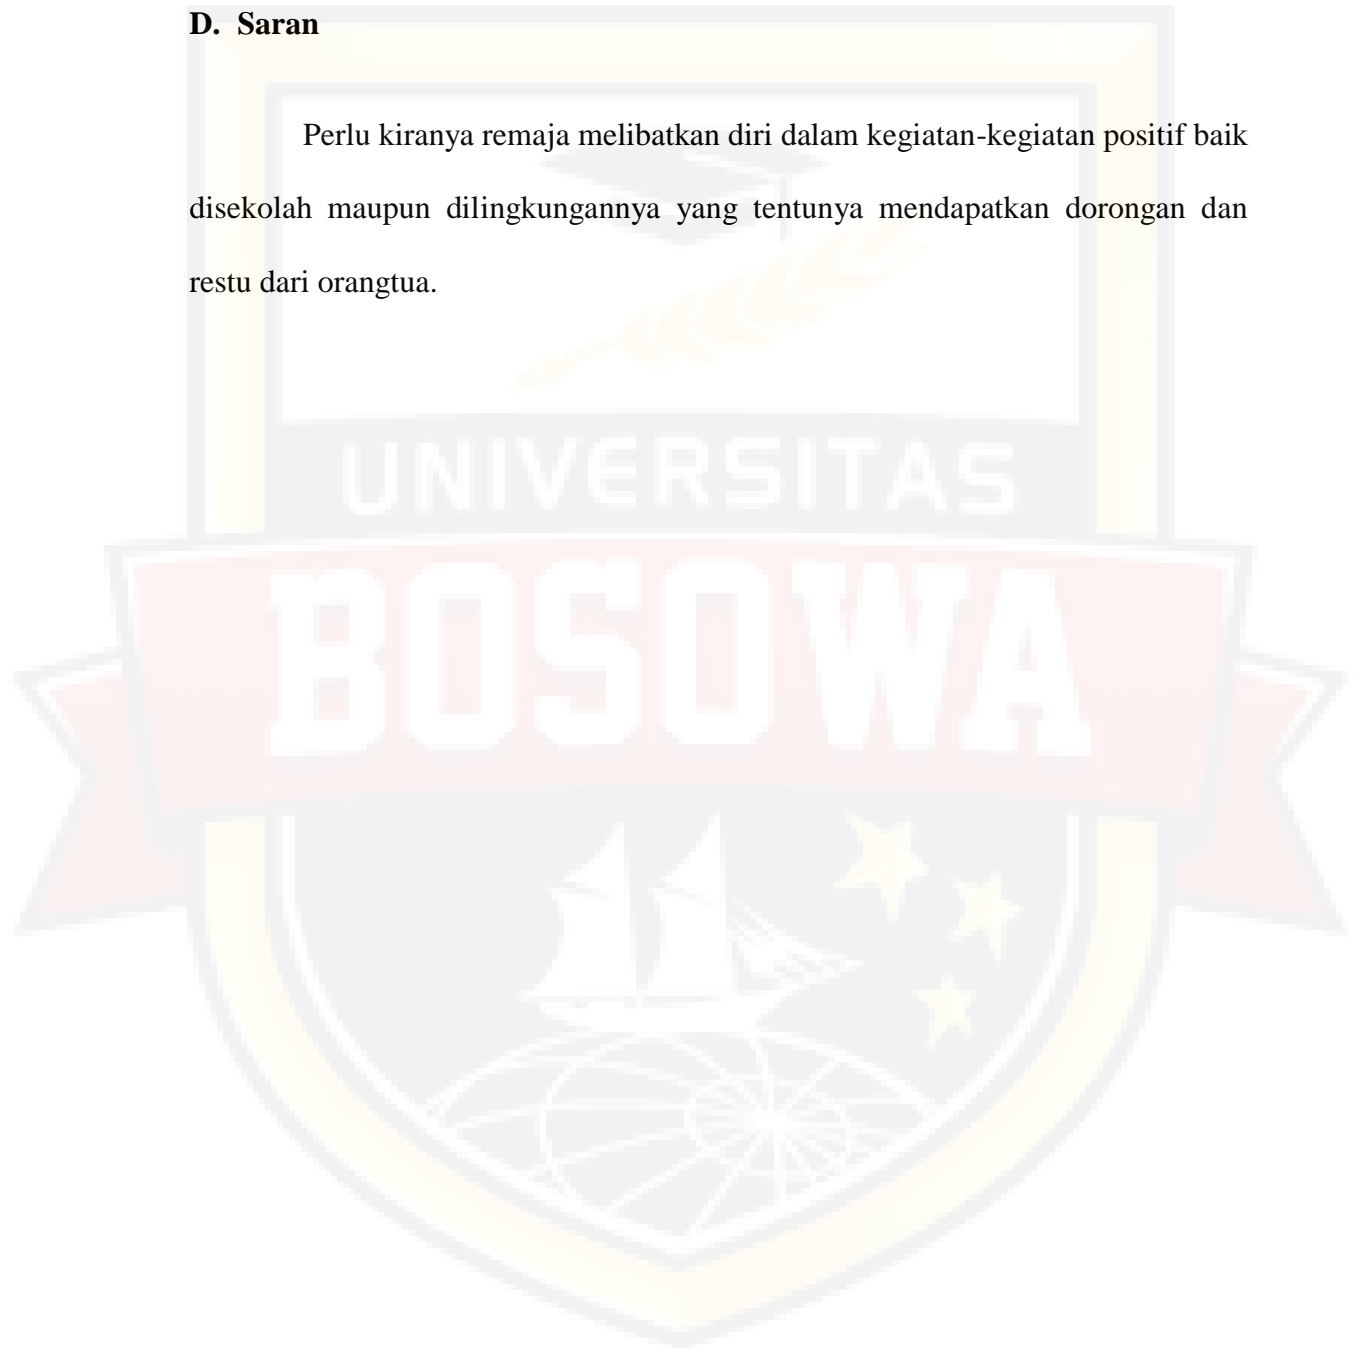 D. Saran
Perlu kiranya remaja melibatkan diri dalam kegiatan-kegiatan positif baik
disekolah maupun dilingkungannya yang tentunya mendapatkan dorongan dan
restu dari orangtua.
UNIVERSITAS
BOSOWA